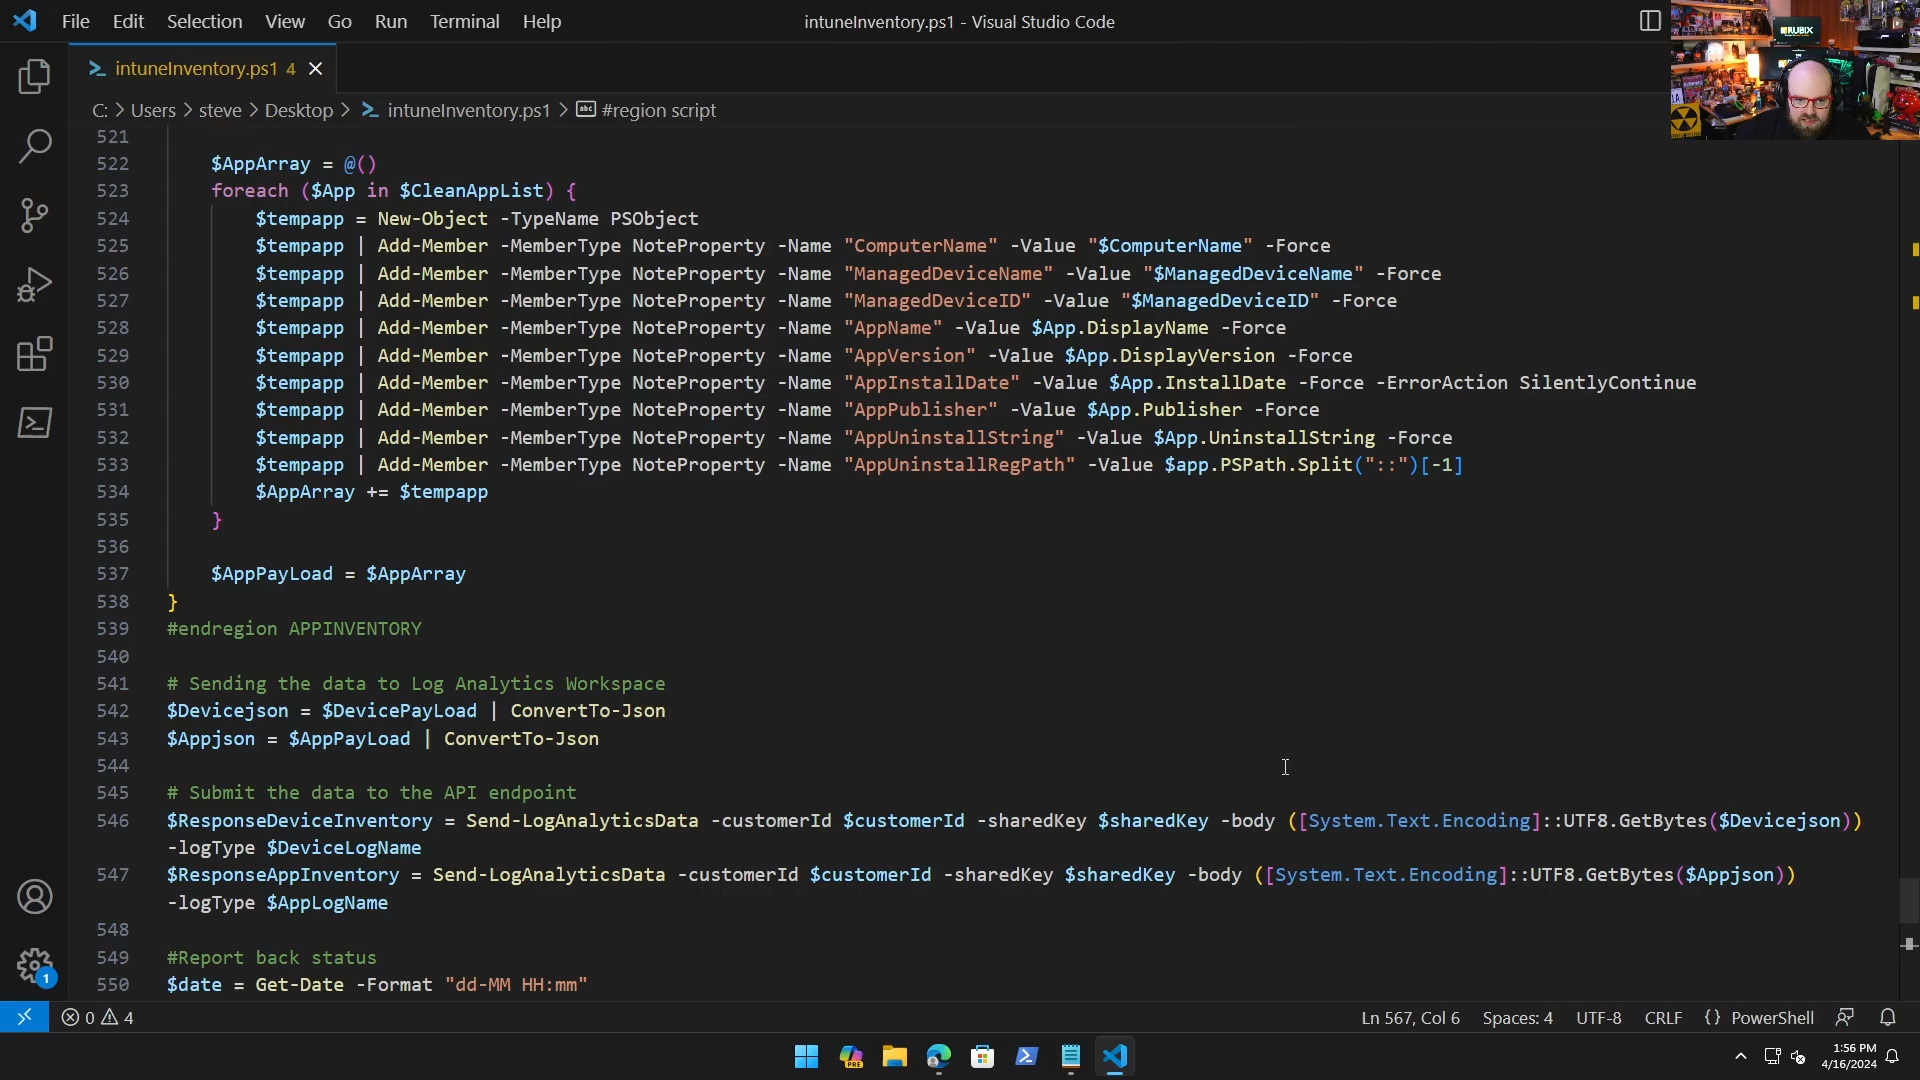 File Edit Selection View Go Run Terminal Help
intuneInventory.ps1 - Visual Studio Code
RUBIX
intuneInventory.ps1 4
C: > Users > steve > Desktop > intuneInventory.ps1 > #region script
521
522 $AppArray = @()
523 foreach ($App in $CleanAppList) {
524 $tempapp = New-Object -TypeName PSObject
525 $tempapp | Add-Member -MemberType NoteProperty -Name "ComputerName" -Value "$ComputerName" -Force
526 $tempapp | Add-Member -MemberType NoteProperty -Name "ManagedDeviceName" -Value "$ManagedDeviceName" -Force
527 $tempapp | Add-Member -MemberType NoteProperty -Name "ManagedDeviceID" -Value "$ManagedDeviceID" -Force
528 $tempapp | Add-Member -MemberType NoteProperty -Name "AppName" -Value $App.DisplayName -Force
529 $tempapp | Add-Member -MemberType NoteProperty -Name "AppVersion" -Value $App.DisplayVersion -Force
530 $tempapp | Add-Member -MemberType NoteProperty -Name "AppInstallDate" -Value $App.InstallDate -Force -ErrorAction SilentlyContinue
531 $tempapp | Add-Member -MemberType NoteProperty -Name "AppPublisher" -Value $App.Publisher -Force
532 $tempapp | Add-Member -MemberType NoteProperty -Name "AppUninstallString" -Value $App.UninstallString -Force
533 $tempapp | Add-Member -MemberType NoteProperty -Name "AppUninstallRegPath" -Value $app.PSPath.Split("::")[-1]
534 $AppArray += $tempapp
535 }
536
537 $AppPayLoad = $AppArray
538 }
539 #endregion APPINVENTORY
540
541 # Sending the data to Log Analytics Workspace
542 $Devicejson = $DevicePayLoad | ConvertTo-Json
543 $Appjson = $AppPayLoad | ConvertTo-Json
544
545 # Submit the data to the API endpoint
546 $ResponseDeviceInventory = Send-LogAnalyticsData -customerId $customerId -sharedKey $sharedKey -body ([System.Text.Encoding]::UTF8.GetBytes($Devicejson))
-logType $DeviceLogName
547 $ResponseAppInventory = Send-LogAnalyticsData -customerId $customerId -sharedKey $sharedKey -body ([System.Text.Encoding]::UTF8.GetBytes($Appjson))
-logType $AppLogName
548
549 #Report back status
550 $date = Get-Date -Format "dd-MM HH:mm"
1
0 4
Ln 567, Col 6 Spaces: 4 UTF-8 CRLF {} PowerShell
PRE
1:56 PM
4/16/2024